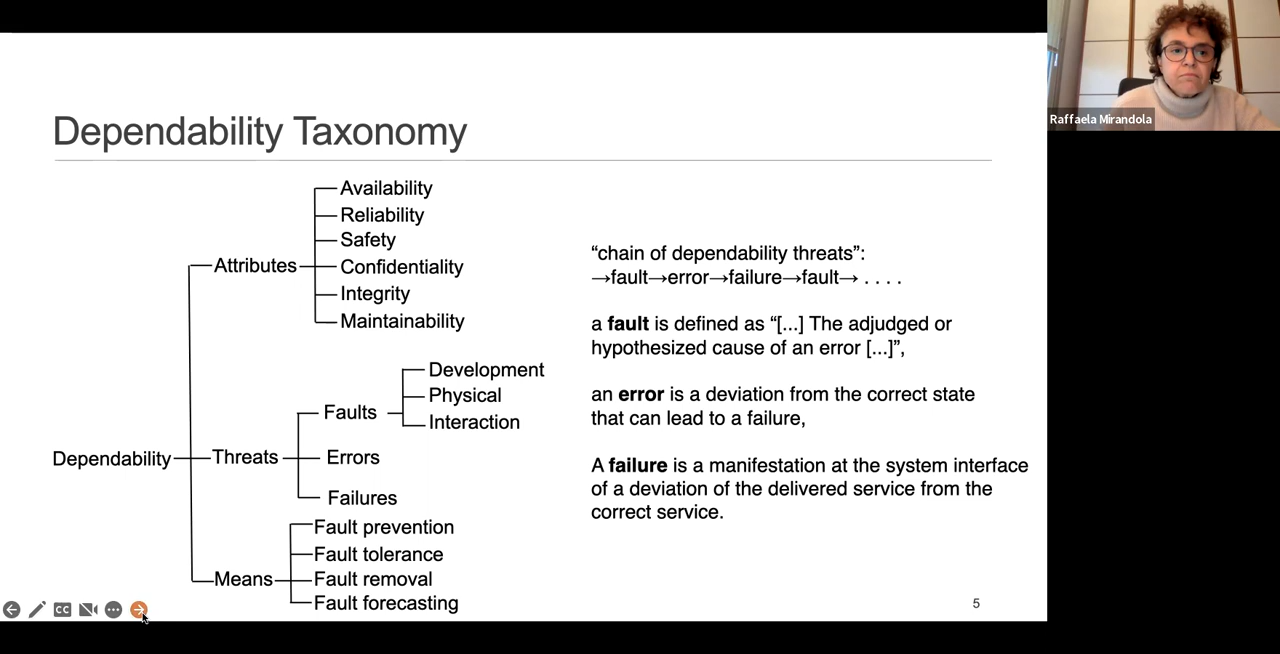 Dependability Taxonomy
Availability
Reliability
Safety
Attributes
Confidentiality
Integrity
Maintainability
Development
Physical
Faults
Interaction
Dependability
Threats
Errors
Failures
Fault prevention
Fault tolerance
Means
Fault removal
Fault forecasting
“chain of dependability threats”:
→fault→error→failure→fault→ . . . .
a fault is defined as “[...] The adjudged or
hypothesized cause of an error [...]”,
an error is a deviation from the correct state
that can lead to a failure,
A failure is a manifestation at the system interface
of a deviation of the delivered service from the
correct service.
5
CC
Raffaela Mirandola